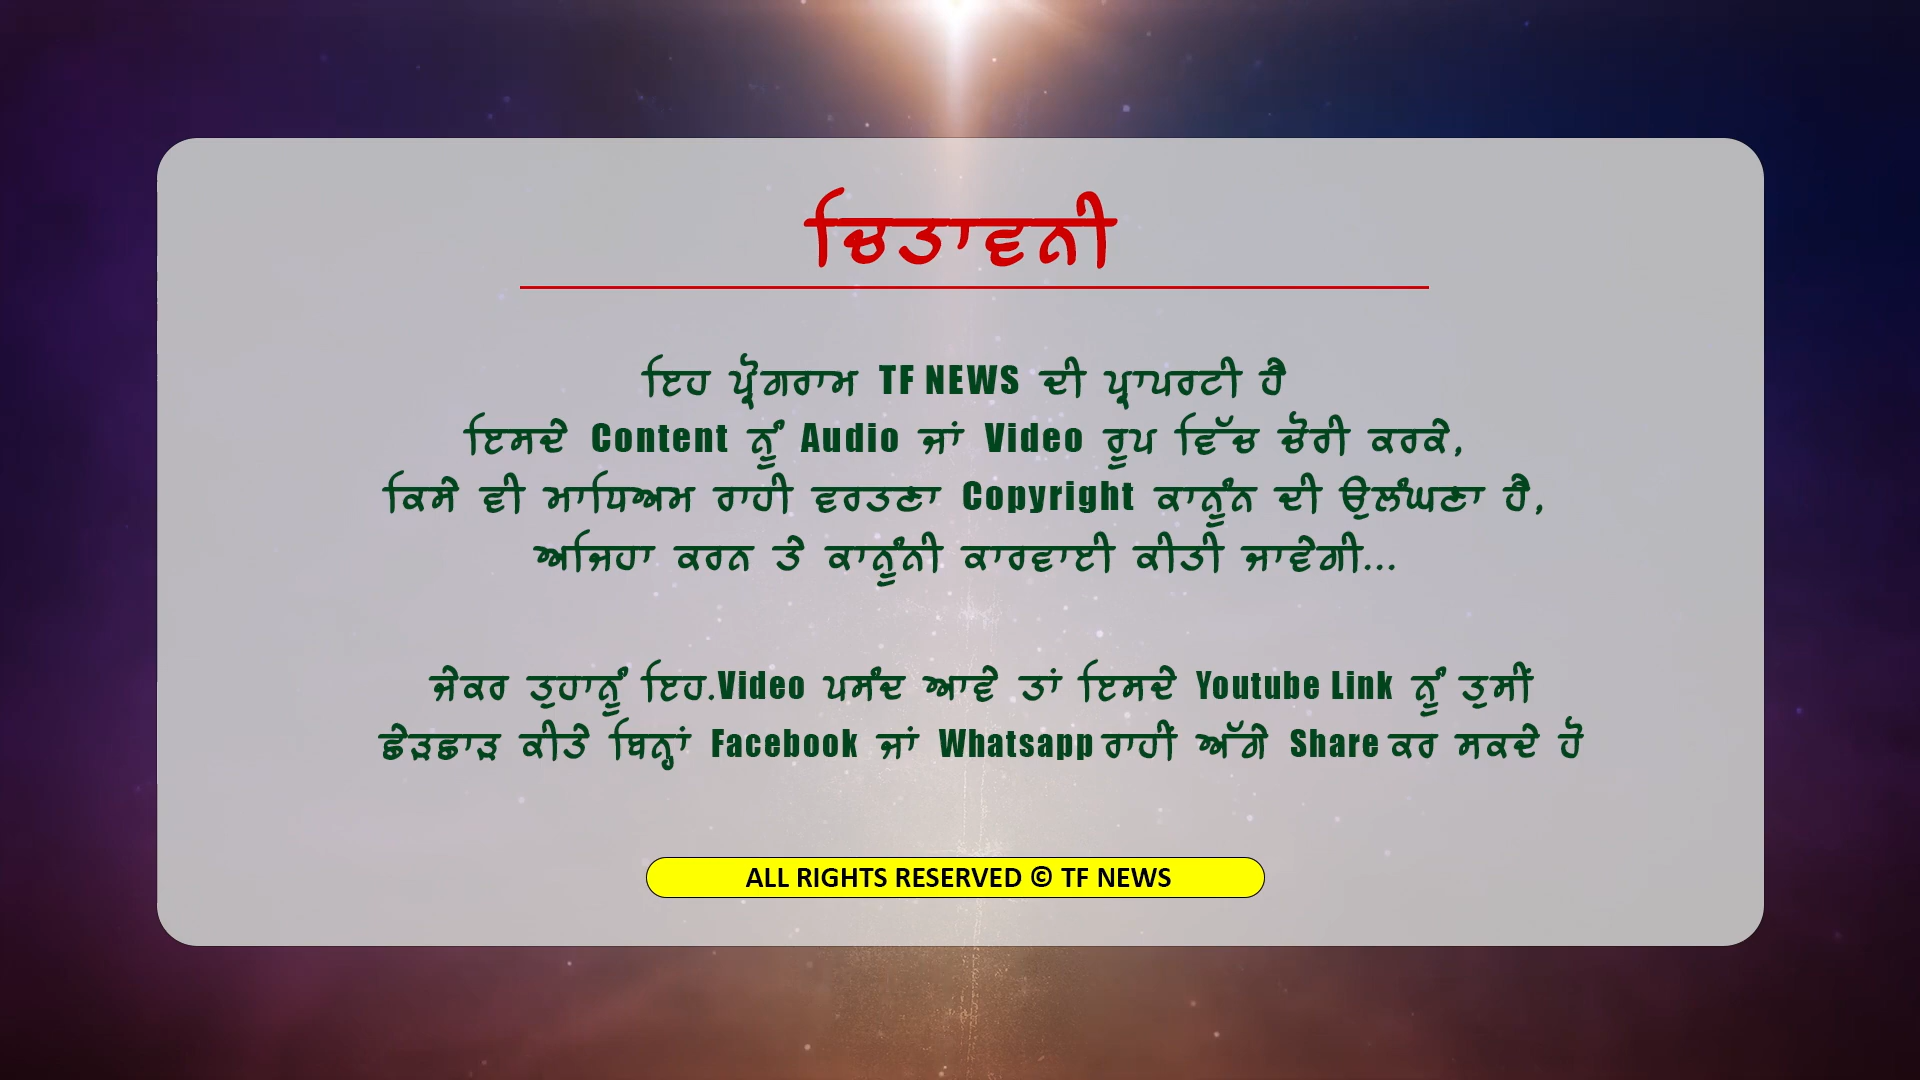 ਚਿਤਾਵਨੀ
ਇਹ ਪ੍ਰੋਗਰਾਮ TF NEWS ਦੀ ਪ੍ਰਾਪਰਟੀ ਹੈ
ਇਸਦੇ Content ਨੂੰ Audio ਜਾਂ Video ਰੂਪ ਵਿੱਚ ਚੋਰੀ ਕਰਕੇ,
ਕਿਸੇ ਵੀ ਮਾਧਿਅਮ ਰਾਹੀ ਵਰਤਣਾ Copyright ਕਾਨੂੰਨ ਦੀ ਉਲੰਘਣਾ ਹੈ,
ਅਜਿਹਾ ਕਰਨ ਤੇ ਕਾਨੂੰਨੀ ਕਾਰਵਾਈ ਕੀਤੀ ਜਾਵੇਗੀ...
ਜੇਕਰ ਤੁਹਾਨੂੰ ਇਹ.Video ਪਸੰਦ ਆਵੇ ਤਾਂ ਇਸਦੇ Youtube Link ਨੂੰ ਤੁਸੀਂ
ਛੇੜਛਾੜ ਕੀਤੇ ਬਿਨ੍ਹਾਂ Facebook ਜਾਂ Whatsapp ਰਾਹੀਂ ਅੱਗੇ Share ਕਰ ਸਕਦੇ ਹੋ
ALL RIGHTS RESERVED © TF NEWS